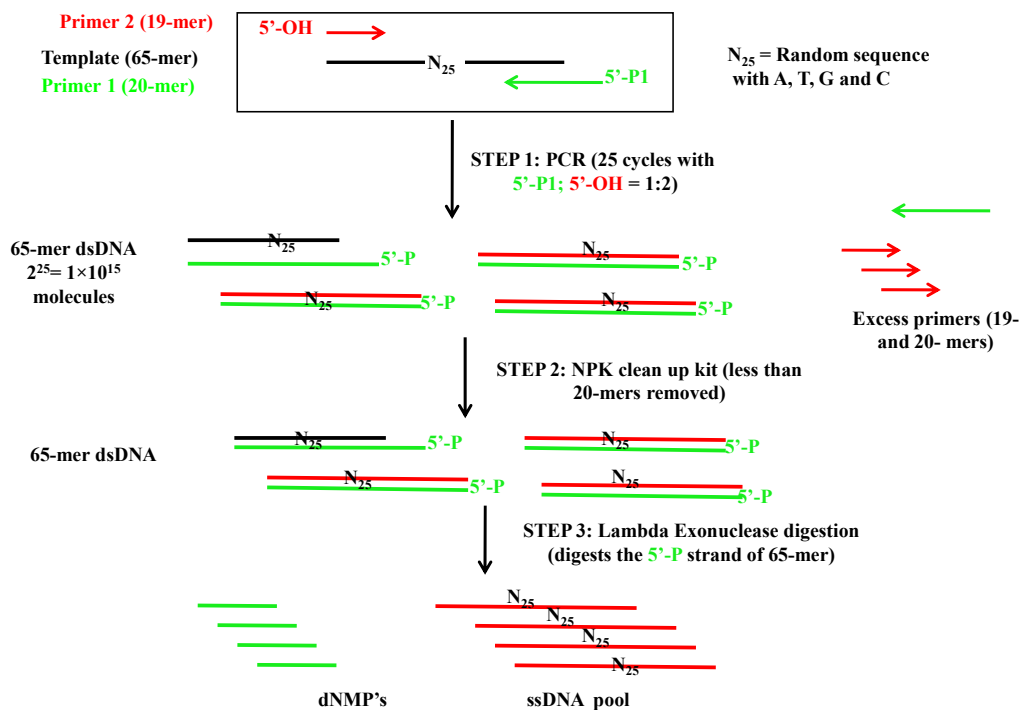 Primer 2 (19-mer)
5’-OH
Template (65-mer)
N25
Primer 1 (20-mer)
5’-P1
N25 = Random sequence
with A, T, G and C
STEP 1: PCR (25 cycles with
5’-P1; 5’-OH = 1:2)
65-mer dsDNA
2^25= 1×10^15
molecules
N25
5’-P
N25
5’-P
N25
5’-P
N25
5’-P
Excess primers (19-
and 20- mers)
STEP 2: NPK clean up kit (less than
20-mers removed)
65-mer dsDNA
N25
5’-P
N25
5’-P
N25
5’-P
N25
5’-P
STEP 3: Lambda Exonuclease digestion
(digests the 5’-P strand of 65-mer)
N25
N25
N25
N25
dNMP’s
ssDNA pool